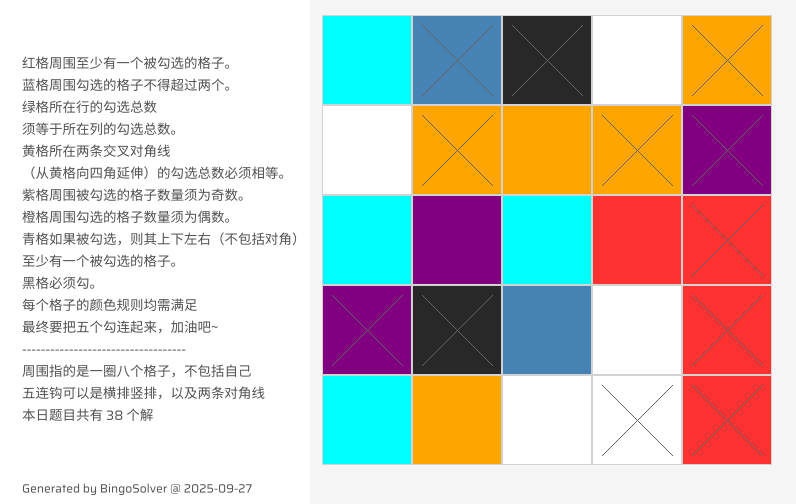 红格周围至少有一个被勾选的格子。
蓝格周围勾选的格子不得超过两个。
绿格所在行的勾选总数
须等于所在列的勾选总数。
黄格所在两条交叉对角线
（从黄格向四角延伸）的勾选总数必须相等。
紫格周围被勾选的格子数量须为奇数。
橙格周围勾选的格子数量须为偶数。
青格如果被勾选，则其上下左右（不包括对角）
至少有一个被勾选的格子。
黑格必须勾。
每个格子的颜色规则均需满足
最终要把五个勾连起来，加油吧~
-----------------------------------
周围指的是一圈八个格子，不包括自己
五连钩可以是横排竖排，以及两条对角线
本日题目共有 38 个解
Generated by BingoSolver @ 2025-09-27